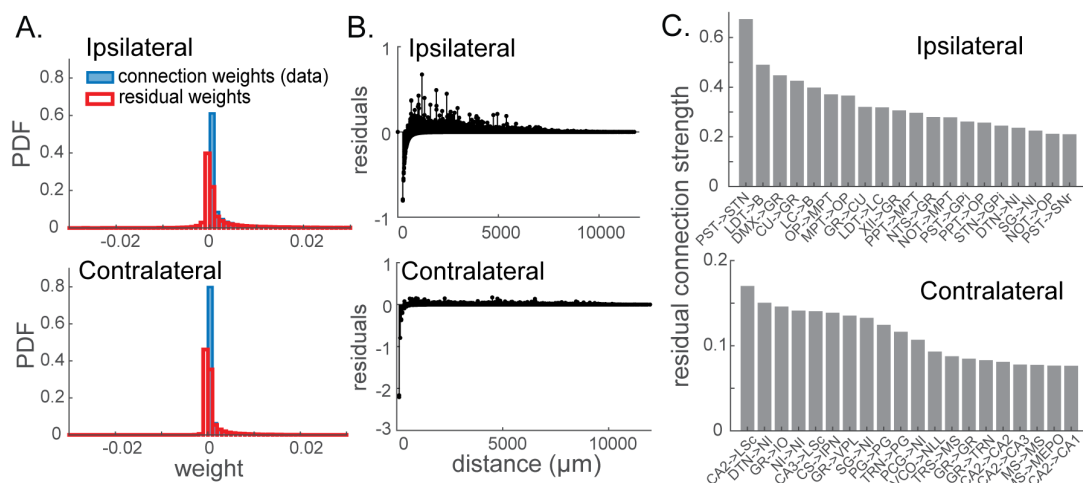 A.
Ipsilateral
connection weights (data)
residual weights
PDF
0.8
0.6
0.4
0.2
0
-0.02
0
0.02
Contralateral
PDF
0.8
0.6
0.4
0.2
0
-0.02
0
0.02
weight
B.
Ipsilateral
residuals
1
0
-1
0
5000
10000
Contralateral
residuals
1
0
-1
-2
-3
0
5000
10000
distance (µm)
C.
Ipsilateral
residual connection strength
0.6
0.4
0.2
0
PST->STN
LDT->B
DMX->GR
CU->GR
LC->B
OP->MPT
MPT->OP
GR->CU
LDT->LC
XII->GR
PPT->MPT
NTS->GR
NOT->MPT
PST->GPi
PPT->OP
STN->GPi
DTN->NI
SG->NI
NOT->OP
PST->SNr
Contralateral
0.2
0.1
0
CA2->LSc
DTN->NI
GR->IO
NI->NI
CA3->LSc
CS->IPN
GR->VPL
SG->NI
PG->PG
TRN->PG
PCG->NI
VCO->NLL
TRS->MS
GR->GR
GR->TRN
CA2->CA2
CA2->CA3
MS->MS
MS->MEPO
CA2->CA1